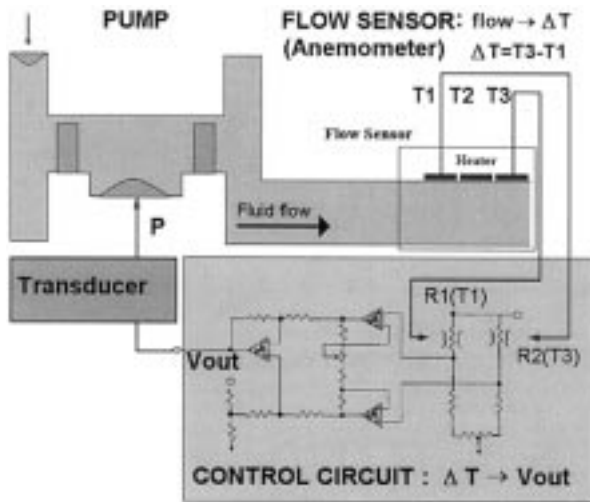 PUMP
FLOW SENSOR: flow → ΔT
(Anemometer) ΔT=T3-T1
T1 T2 T3
Flow Sensor
Heater
Fluid flow
P
Transducer
R1(T1)
Vout
R2(T3)
CONTROL CIRCUIT : ΔT → Vout